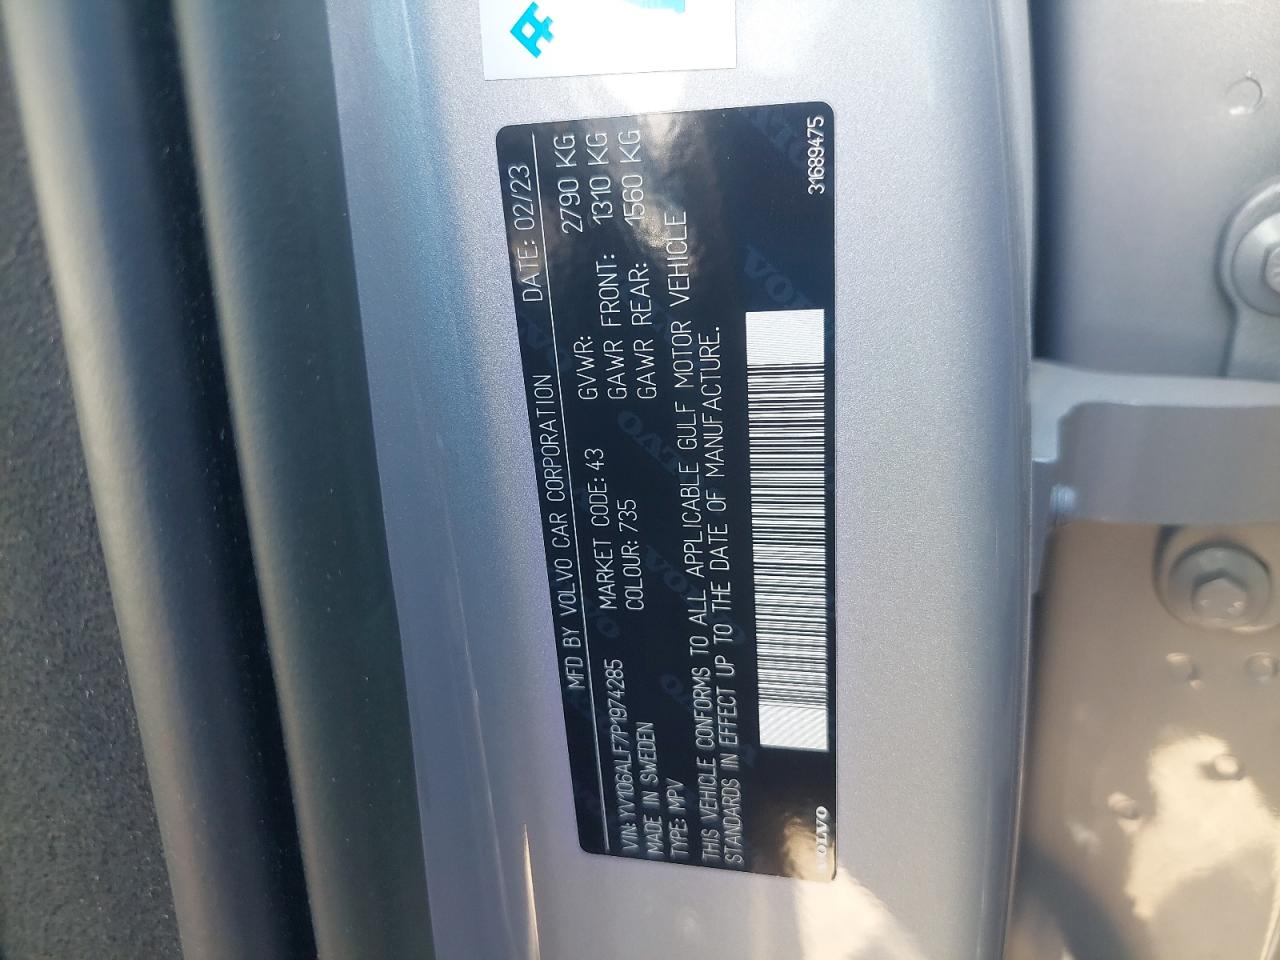 MFD BY VOLVO CAR CORPORATION DATE: 02/23
VIN: YV106ALF7P1974285 MARKET CODE: 43 GVWR: 2790 KG
MADE IN SWEDEN COLOUR: 735 GAWR FRONT: 1310 KG
TYPE: MPV GAWR REAR: 1560 KG
THIS VEHICLE CONFORMS TO ALL APPLICABLE GULF MOTOR VEHICLE
STANDARDS IN EFFECT UP TO THE DATE OF MANUFACTURE.
VOLVO 31689475